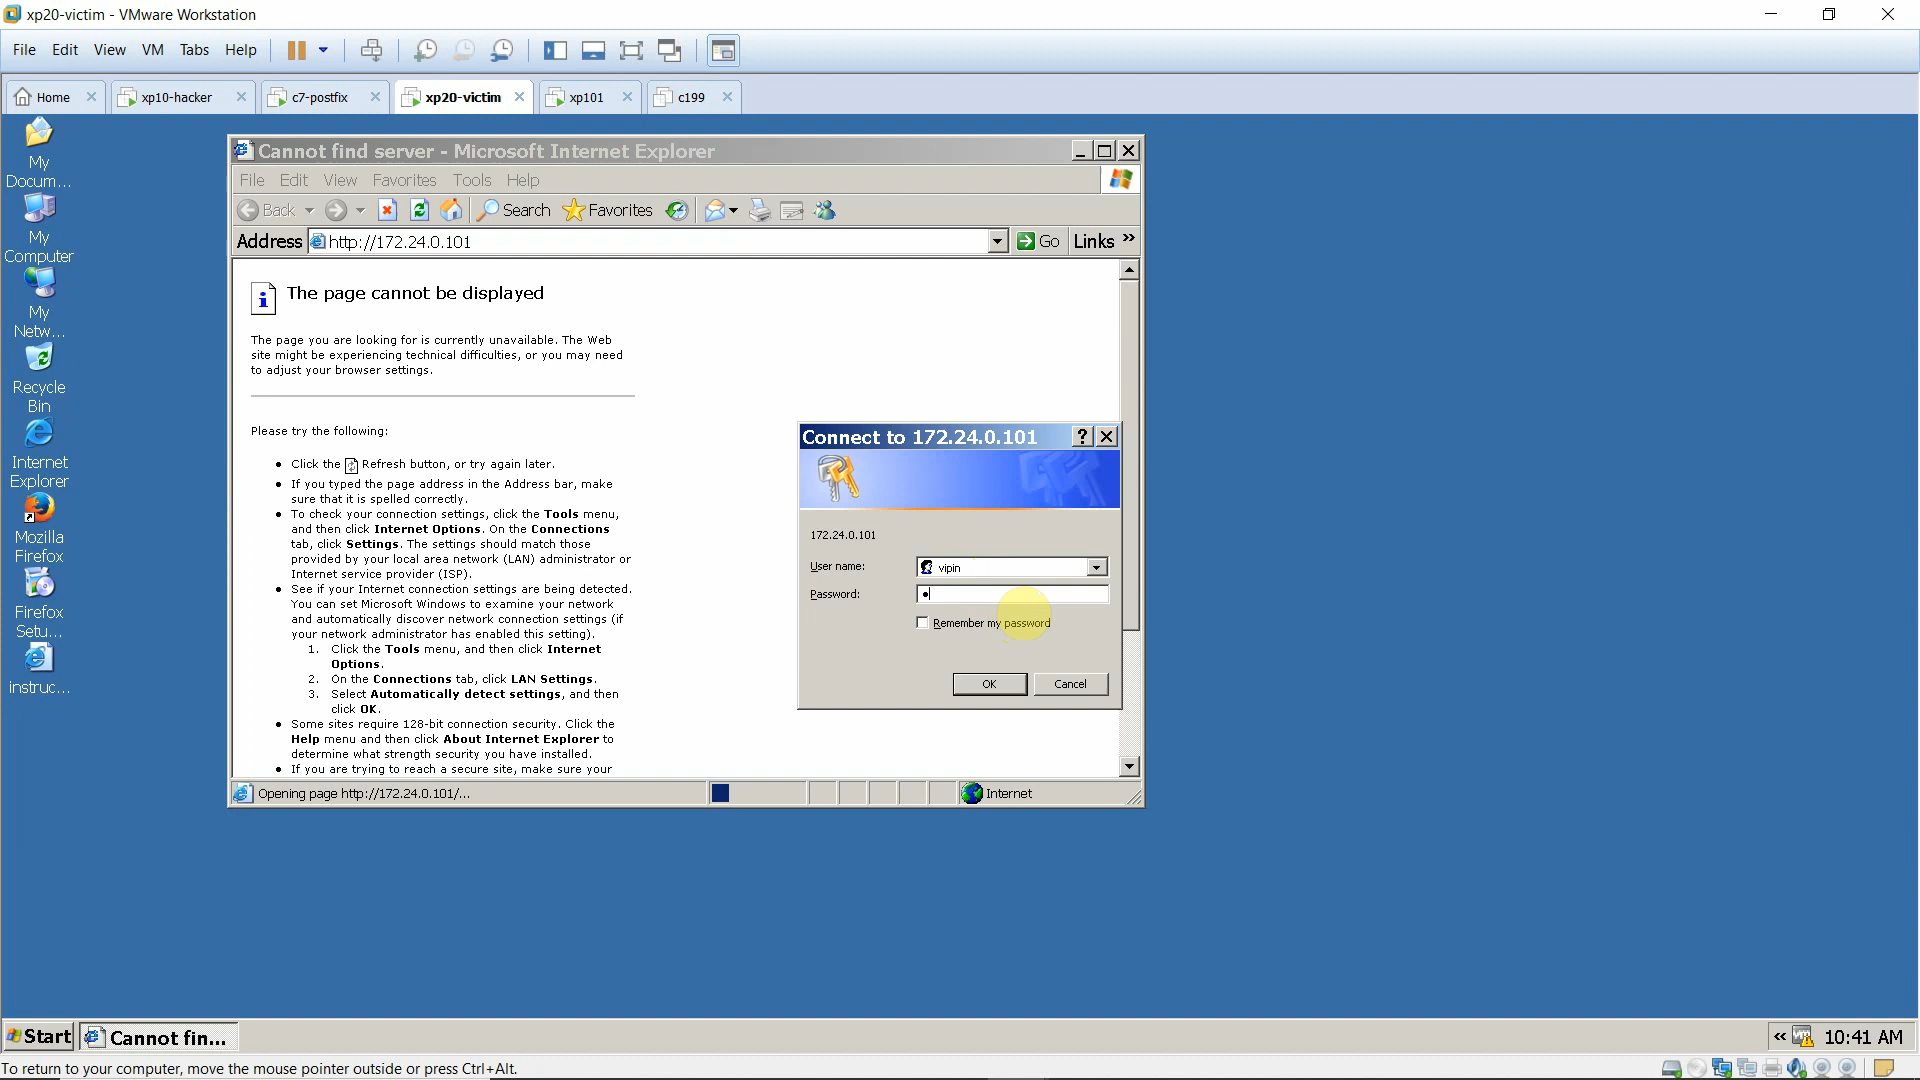 xp20-victim - VMware Workstation
File Edit View VM Tabs Help
Home xp10-hacker c7-postfix xp20-victim xp101 c199
My Docum...
My Computer
My Netw...
Recycle Bin
Internet Explorer
Mozilla Firefox
Firefox Setu...
instruc...
Cannot find server - Microsoft Internet Explorer
File Edit View Favorites Tools Help
Back Search Favorites
Address http://172.24.0.101 Go Links »
The page cannot be displayed
The page you are looking for is currently unavailable. The Web
site might be experiencing technical difficulties, or you may need
to adjust your browser settings.
Please try the following:
• Click the Refresh button, or try again later.
• If you typed the page address in the Address bar, make
sure that it is spelled correctly.
• To check your connection settings, click the Tools menu,
and then click Internet Options. On the Connections
tab, click Settings. The settings should match those
provided by your local area network (LAN) administrator or
Internet service provider (ISP).
• See if your Internet connection settings are being detected.
You can set Microsoft Windows to examine your network
and automatically discover network connection settings (if
your network administrator has enabled this setting).
1. Click the Tools menu, and then click Internet
Options.
2. On the Connections tab, click LAN Settings.
3. Select Automatically detect settings, and then
click OK.
• Some sites require 128-bit connection security. Click the
Help menu and then click About Internet Explorer to
determine what strength security you have installed.
• If you are trying to reach a secure site, make sure your
Opening page http://172.24.0.101/... Internet
Connect to 172.24.0.101
172.24.0.101
User name: vipin
Password: •
Remember my password
OK Cancel
Start Cannot fin... « 10:41 AM
To return to your computer, move the mouse pointer outside or press Ctrl+Alt.